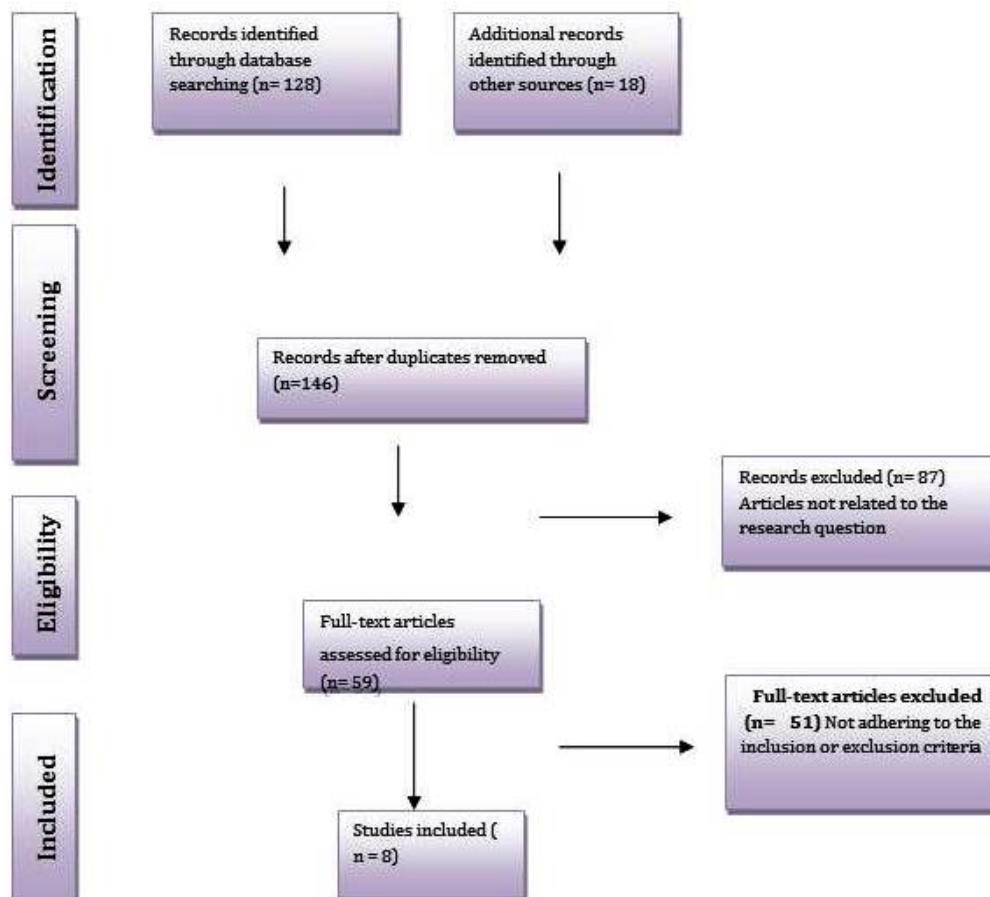 Identification
Records identified
through database
searching (n= 128)
Additional records
identified through
other sources (n= 18)
Screening
Records after duplicates removed
(n=146)
Records excluded (n= 87)
Articles not related to the
research question
Eligibility
Full-text articles
assessed for eligibility
(n= 59)
Full-text articles excluded
(n= 51) Not adhering to the
inclusion or exclusion criteria
Included
Studies included (
n = 8)